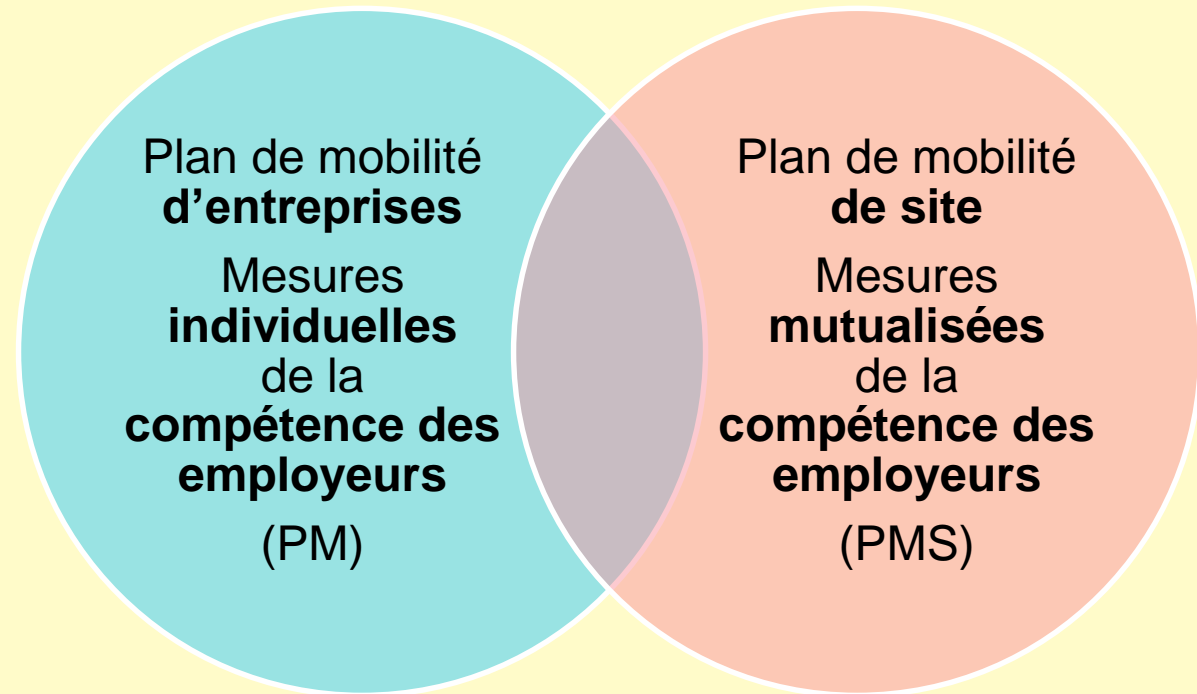 Plan de mobilité
d’entreprises
Mesures
individuelles
de la
compétence des
employeurs
(PM)
Plan de mobilité
de site
Mesures
mutualisées
de la
compétence des
employeurs
(PMS)